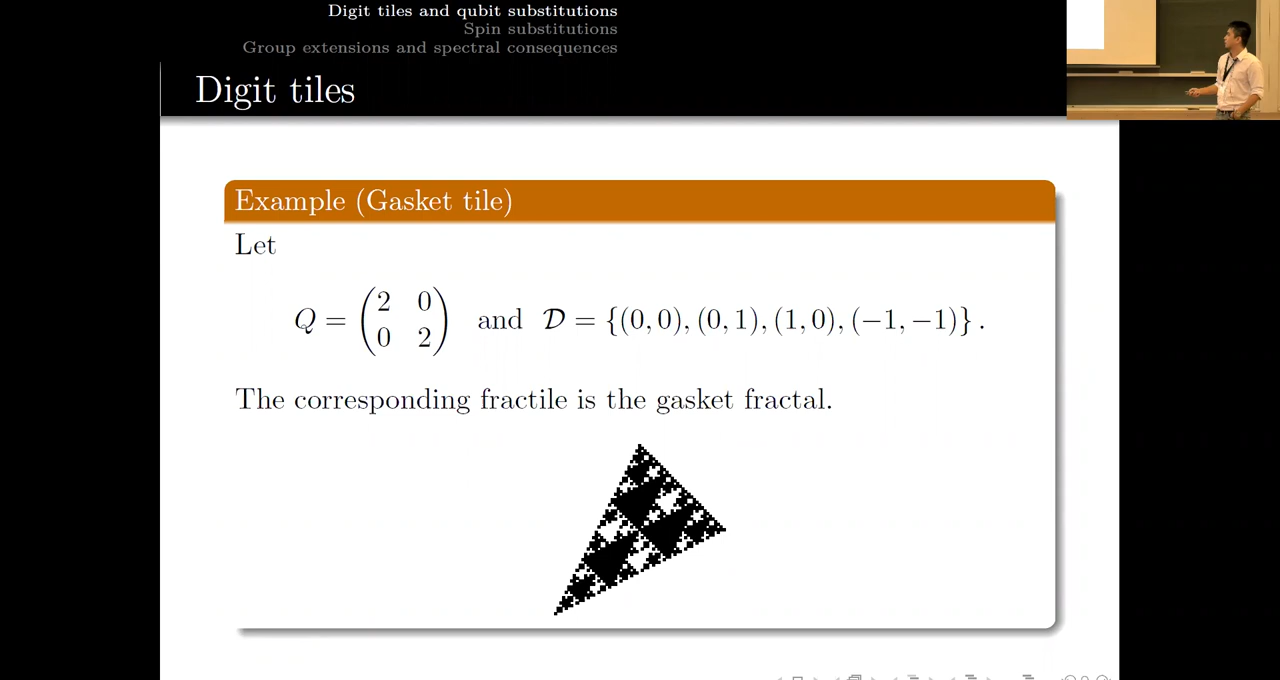 Digit tiles and qubit substitutions
Spin substitutions
Group extensions and spectral consequences
Digit tiles
Example (Gasket tile)
Let
Q = ( 2 0 ; 0 2 ) and 𝒟 = {(0, 0), (0, 1), (1, 0), (−1, −1)} .
The corresponding fractile is the gasket fractal.